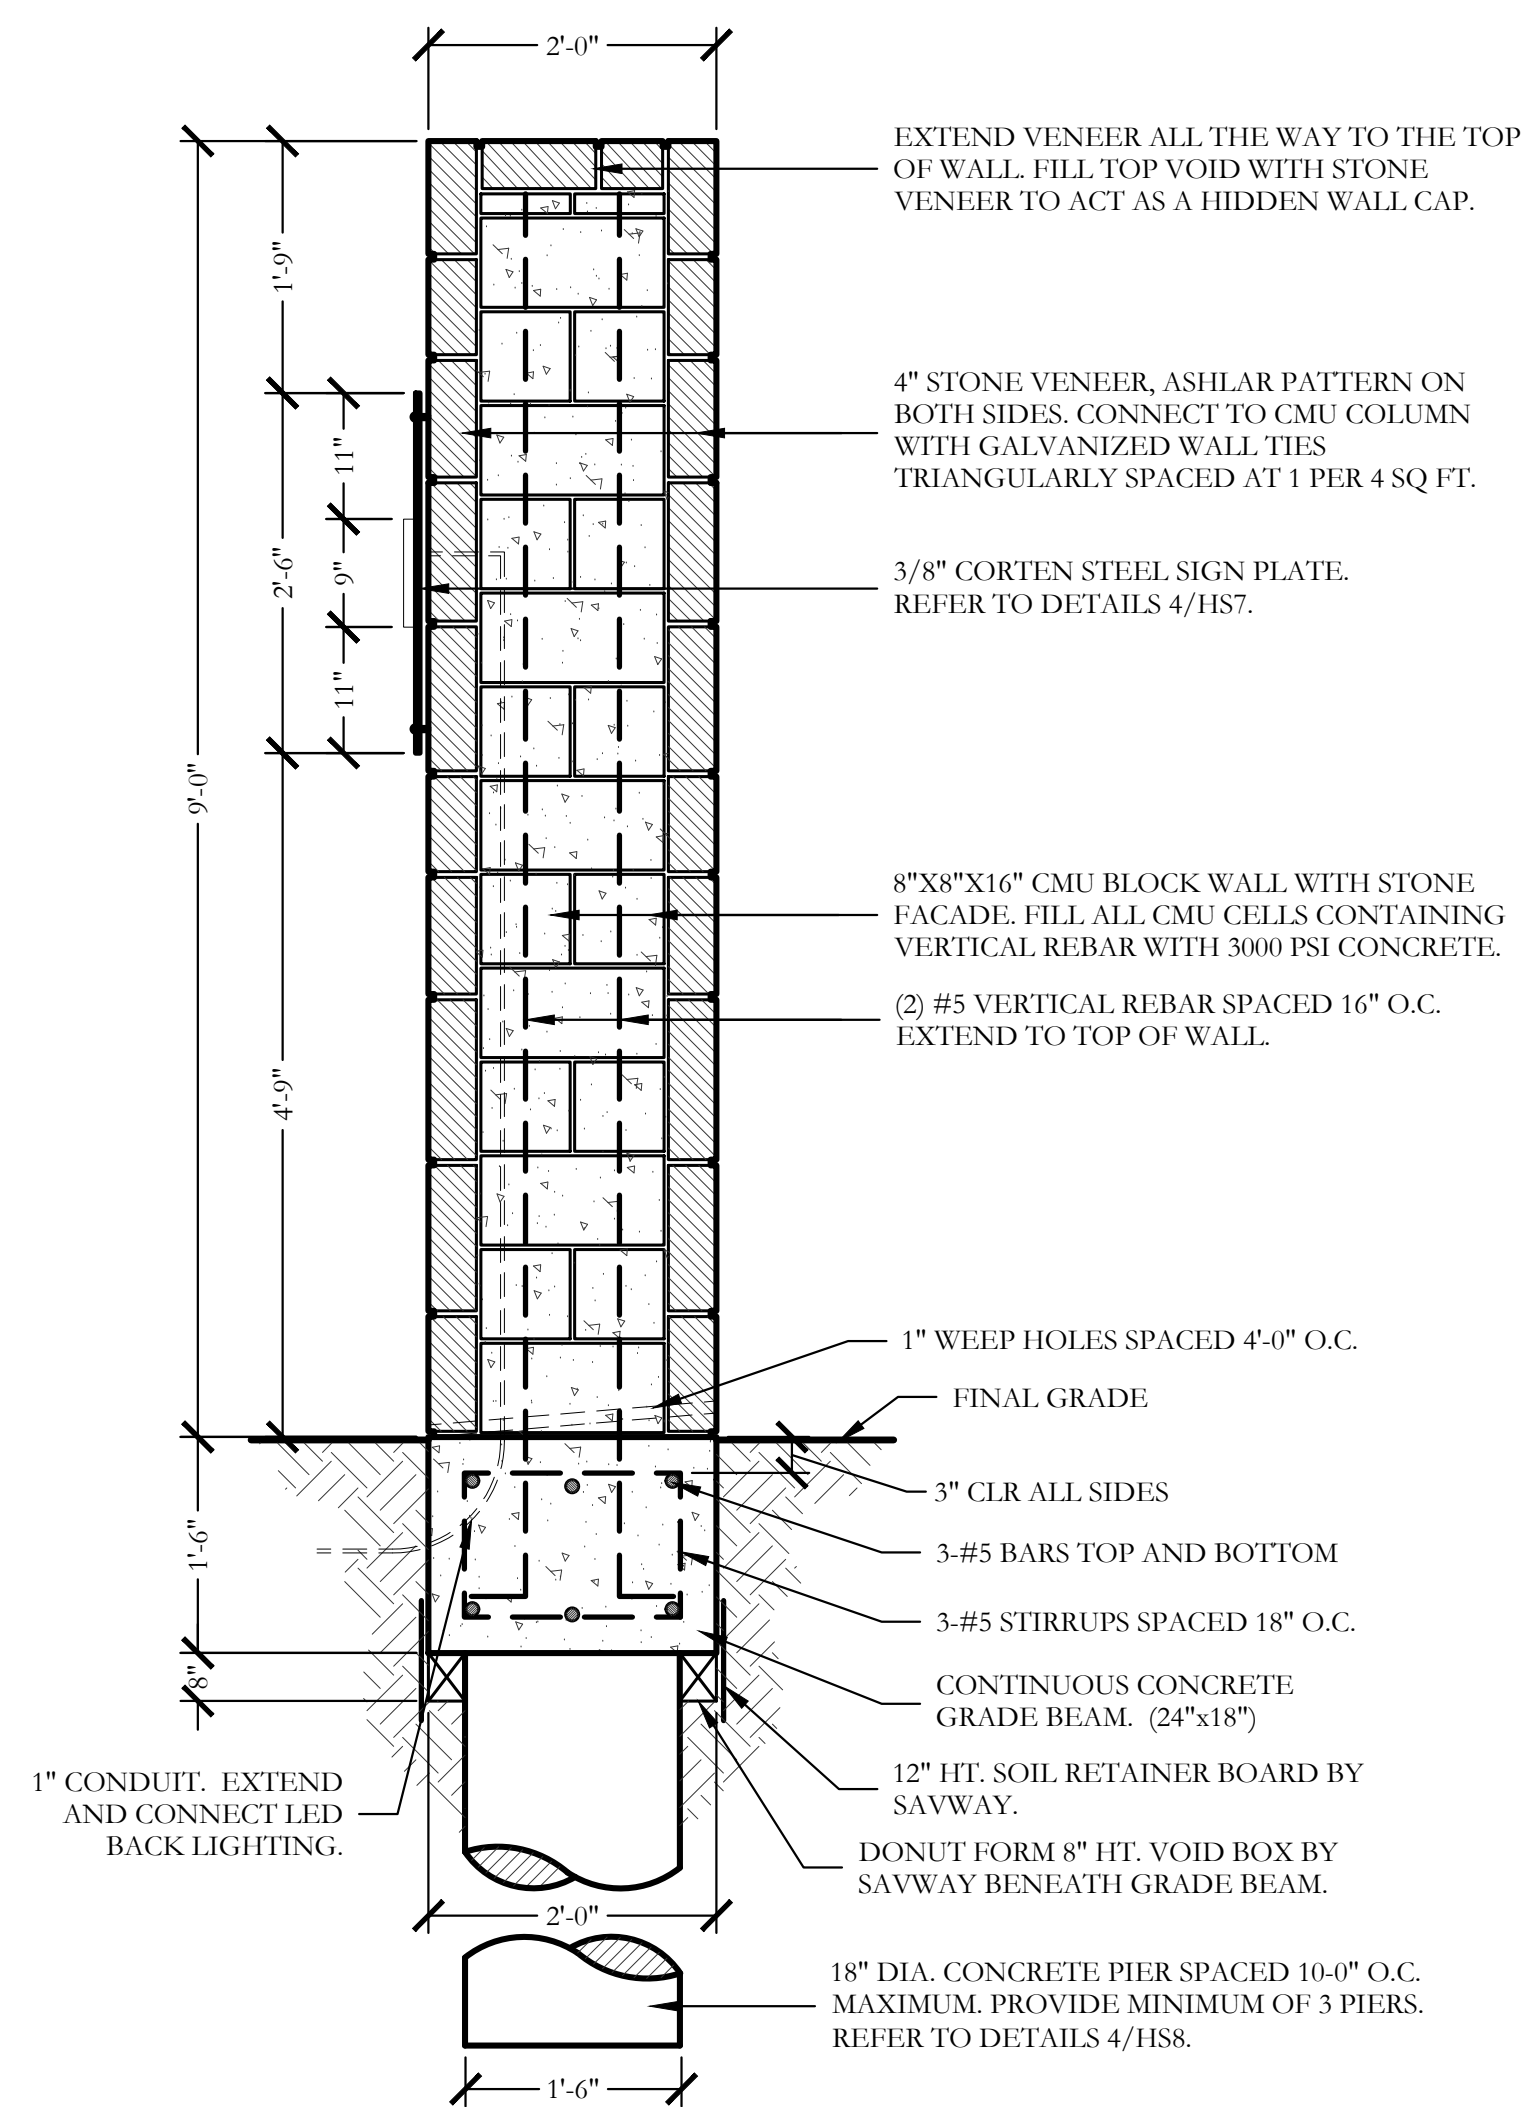 2'-0"
EXTEND VENEER ALL THE WAY TO THE TOP
OF WALL. FILL TOP VOID WITH STONE
VENEER TO ACT AS A HIDDEN WALL CAP.
1'-9"
4" STONE VENEER, ASHLAR PATTERN ON
BOTH SIDES. CONNECT TO CMU COLUMN
WITH GALVANIZED WALL TIES
TRIANGULARLY SPACED AT 1 PER 4 SQ FT.
11"
2'-6"
9"
11"
3/8" CORTEN STEEL SIGN PLATE.
REFER TO DETAILS 4/HS7.
9'-0"
8"X8"X16" CMU BLOCK WALL WITH STONE
FACADE. FILL ALL CMU CELLS CONTAINING
VERTICAL REBAR WITH 3000 PSI CONCRETE.
(2) #5 VERTICAL REBAR SPACED 16" O.C.
EXTEND TO TOP OF WALL.
4'-9"
1" WEEP HOLES SPACED 4'-0" O.C.
FINAL GRADE
3" CLR ALL SIDES
1'-6"
3-#5 BARS TOP AND BOTTOM
3-#5 STIRRUPS SPACED 18" O.C.
8"
CONTINUOUS CONCRETE
GRADE BEAM. (24"x18")
12" HT. SOIL RETAINER BOARD BY
SAVWAY.
1" CONDUIT. EXTEND
AND CONNECT LED
BACK LIGHTING.
DONUT FORM 8" HT. VOID BOX BY
SAVWAY BENEATH GRADE BEAM.
2'-0"
18" DIA. CONCRETE PIER SPACED 10-0" O.C.
MAXIMUM. PROVIDE MINIMUM OF 3 PIERS.
REFER TO DETAILS 4/HS8.
1'-6"